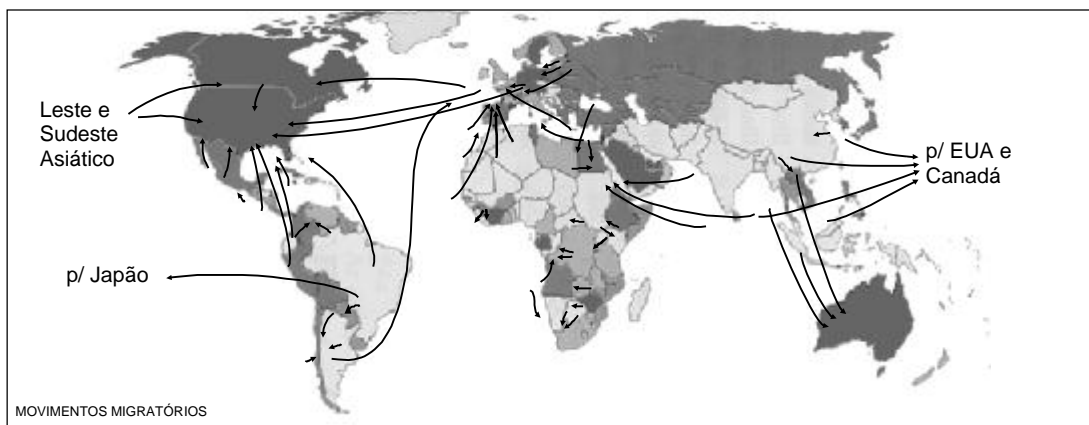 Leste e
Sudeste
Asiático
p/ EUA e
Canadá
p/ Japão
MOVIMENTOS MIGRATÓRIOS